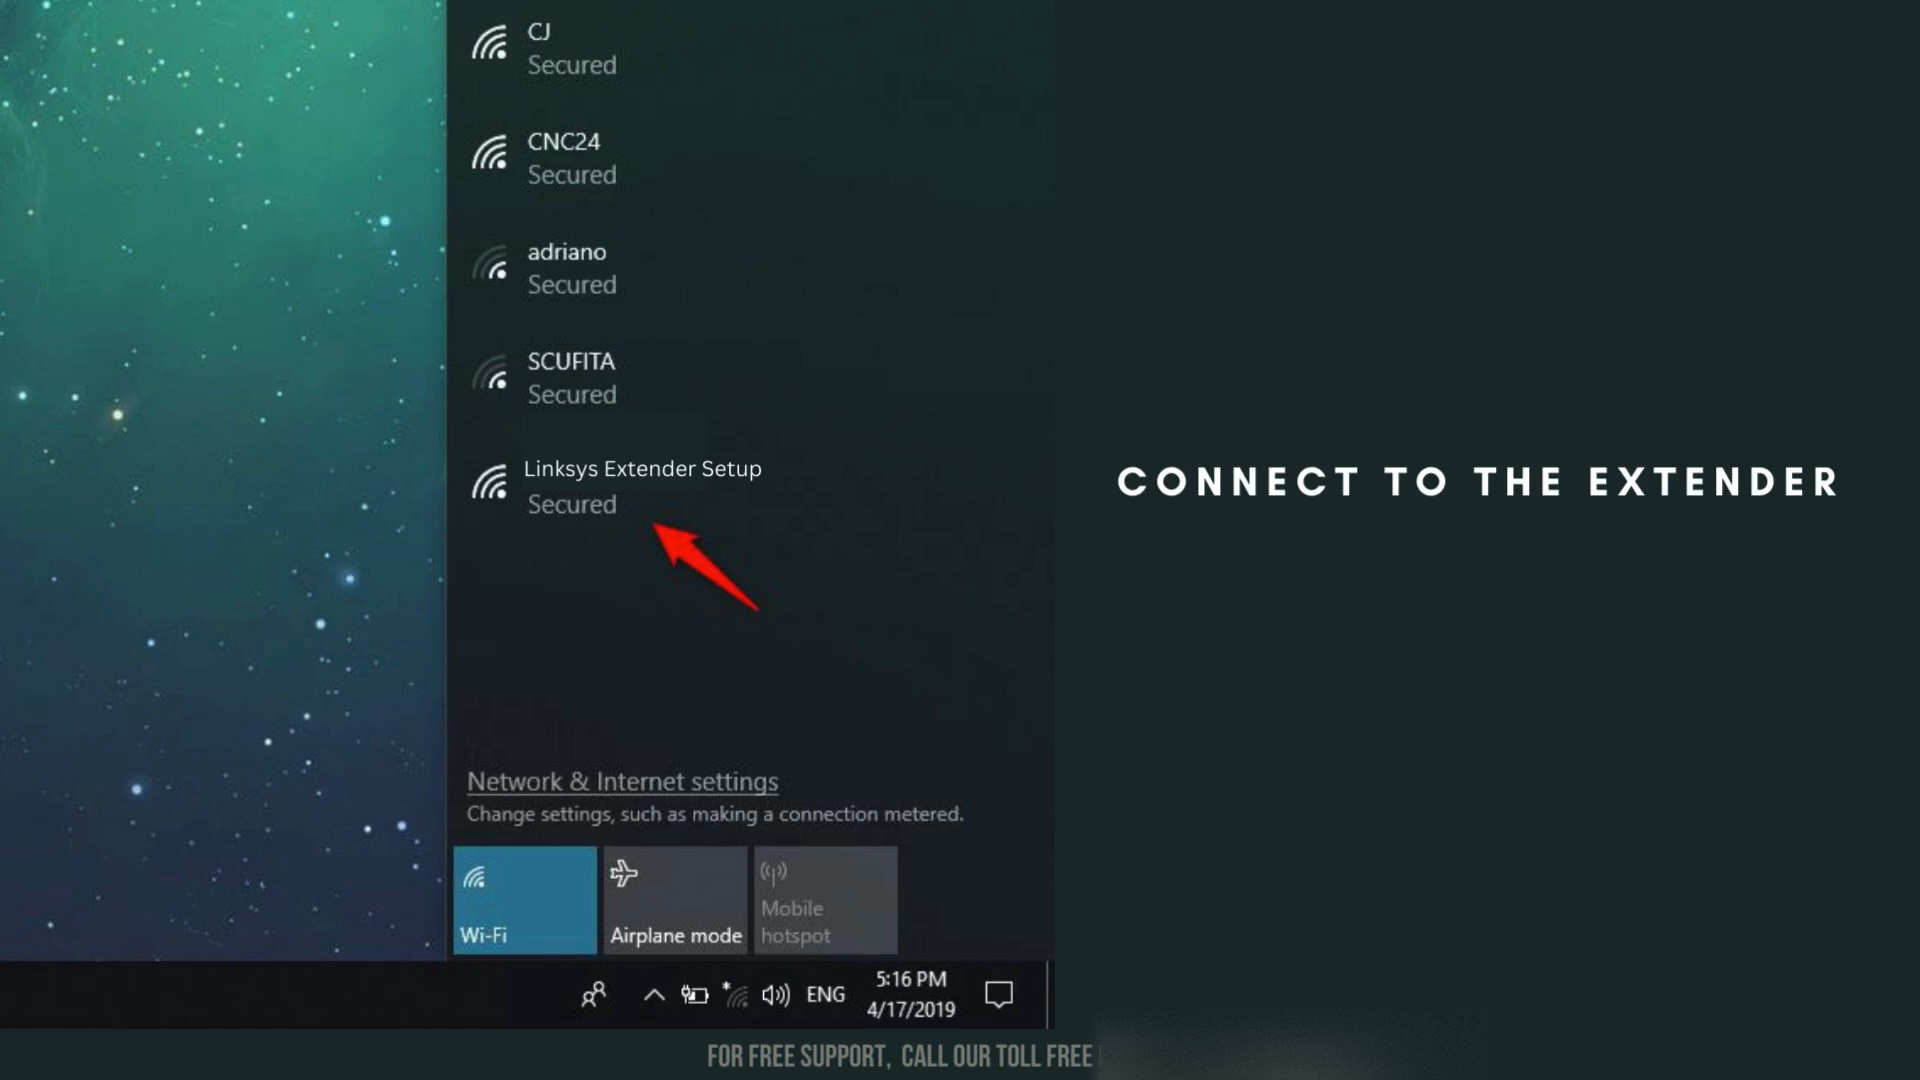 CJ
Secured
CNC24
Secured
adriano
Secured
SCUFITA
Secured
Linksys Extender Setup
Secured
CONNECT TO THE EXTENDER
Network & Internet settings
Change settings, such as making a connection metered.
Wi-Fi
Airplane mode
Mobile
hotspot
ENG
5:16 PM
4/17/2019
FOR FREE SUPPORT, CALL OUR TOLL FREE